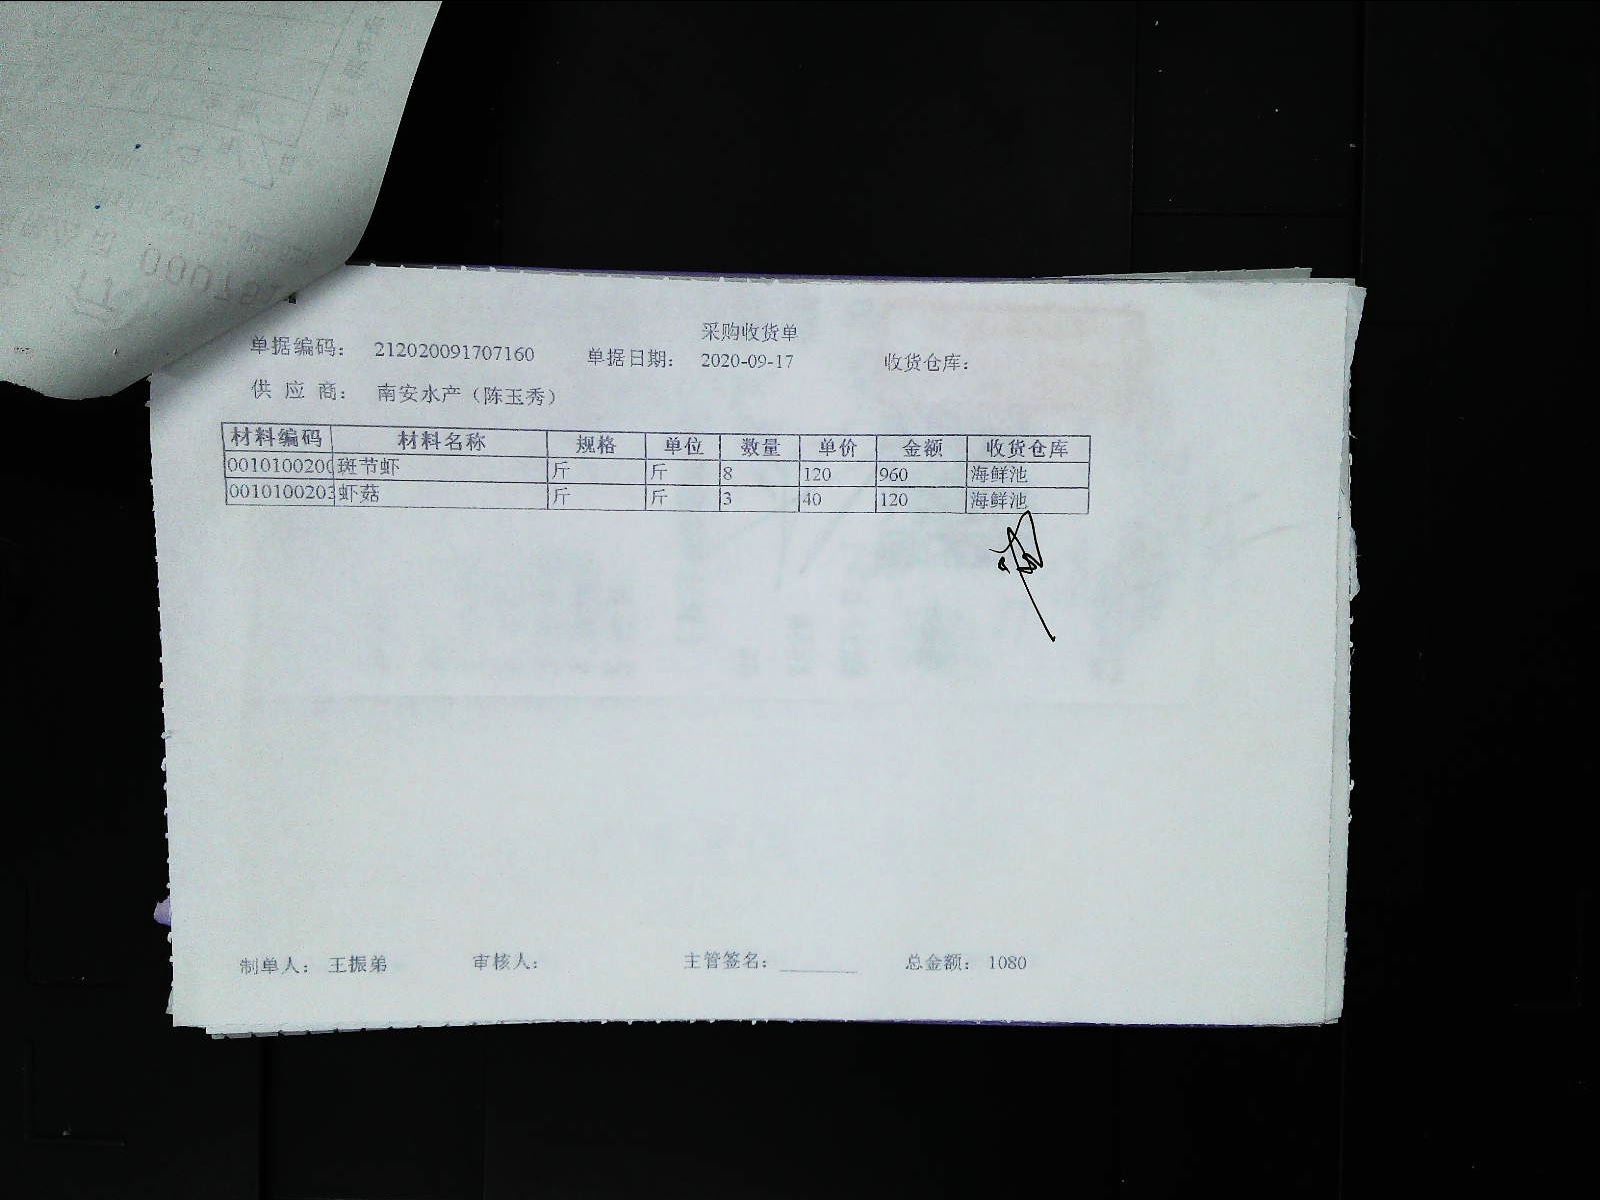 采购收货单
单据编码： 212020091707160 单据日期： 2020-09-17 收货仓库：
供 应 商： 南安水产（陈玉秀）
材料编码 材料名称 规格 单位 数量 单价 金额 收货仓库
0010100200 斑节虾 斤 斤 8 120 960 海鲜池
0010100203 虾菇 斤 斤 3 40 120 海鲜池
制单人： 王振弟 审核人： 主管签名： ______ 总金额： 1080